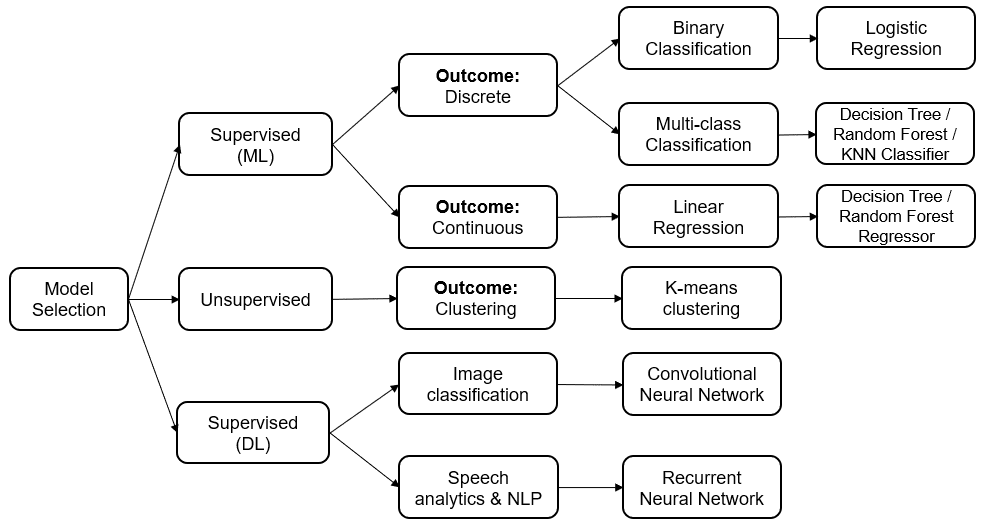 Model
Selection
Supervised
(ML)
Outcome:
Discrete
Binary
Classification
Logistic
Regression
Multi-class
Classification
Decision Tree /
Random Forest /
KNN Classifier
Outcome:
Continuous
Linear
Regression
Decision Tree /
Random Forest
Regressor
Unsupervised
Outcome:
Clustering
K-means
clustering
Supervised
(DL)
Image
classification
Convolutional
Neural Network
Speech
analytics & NLP
Recurrent
Neural Network